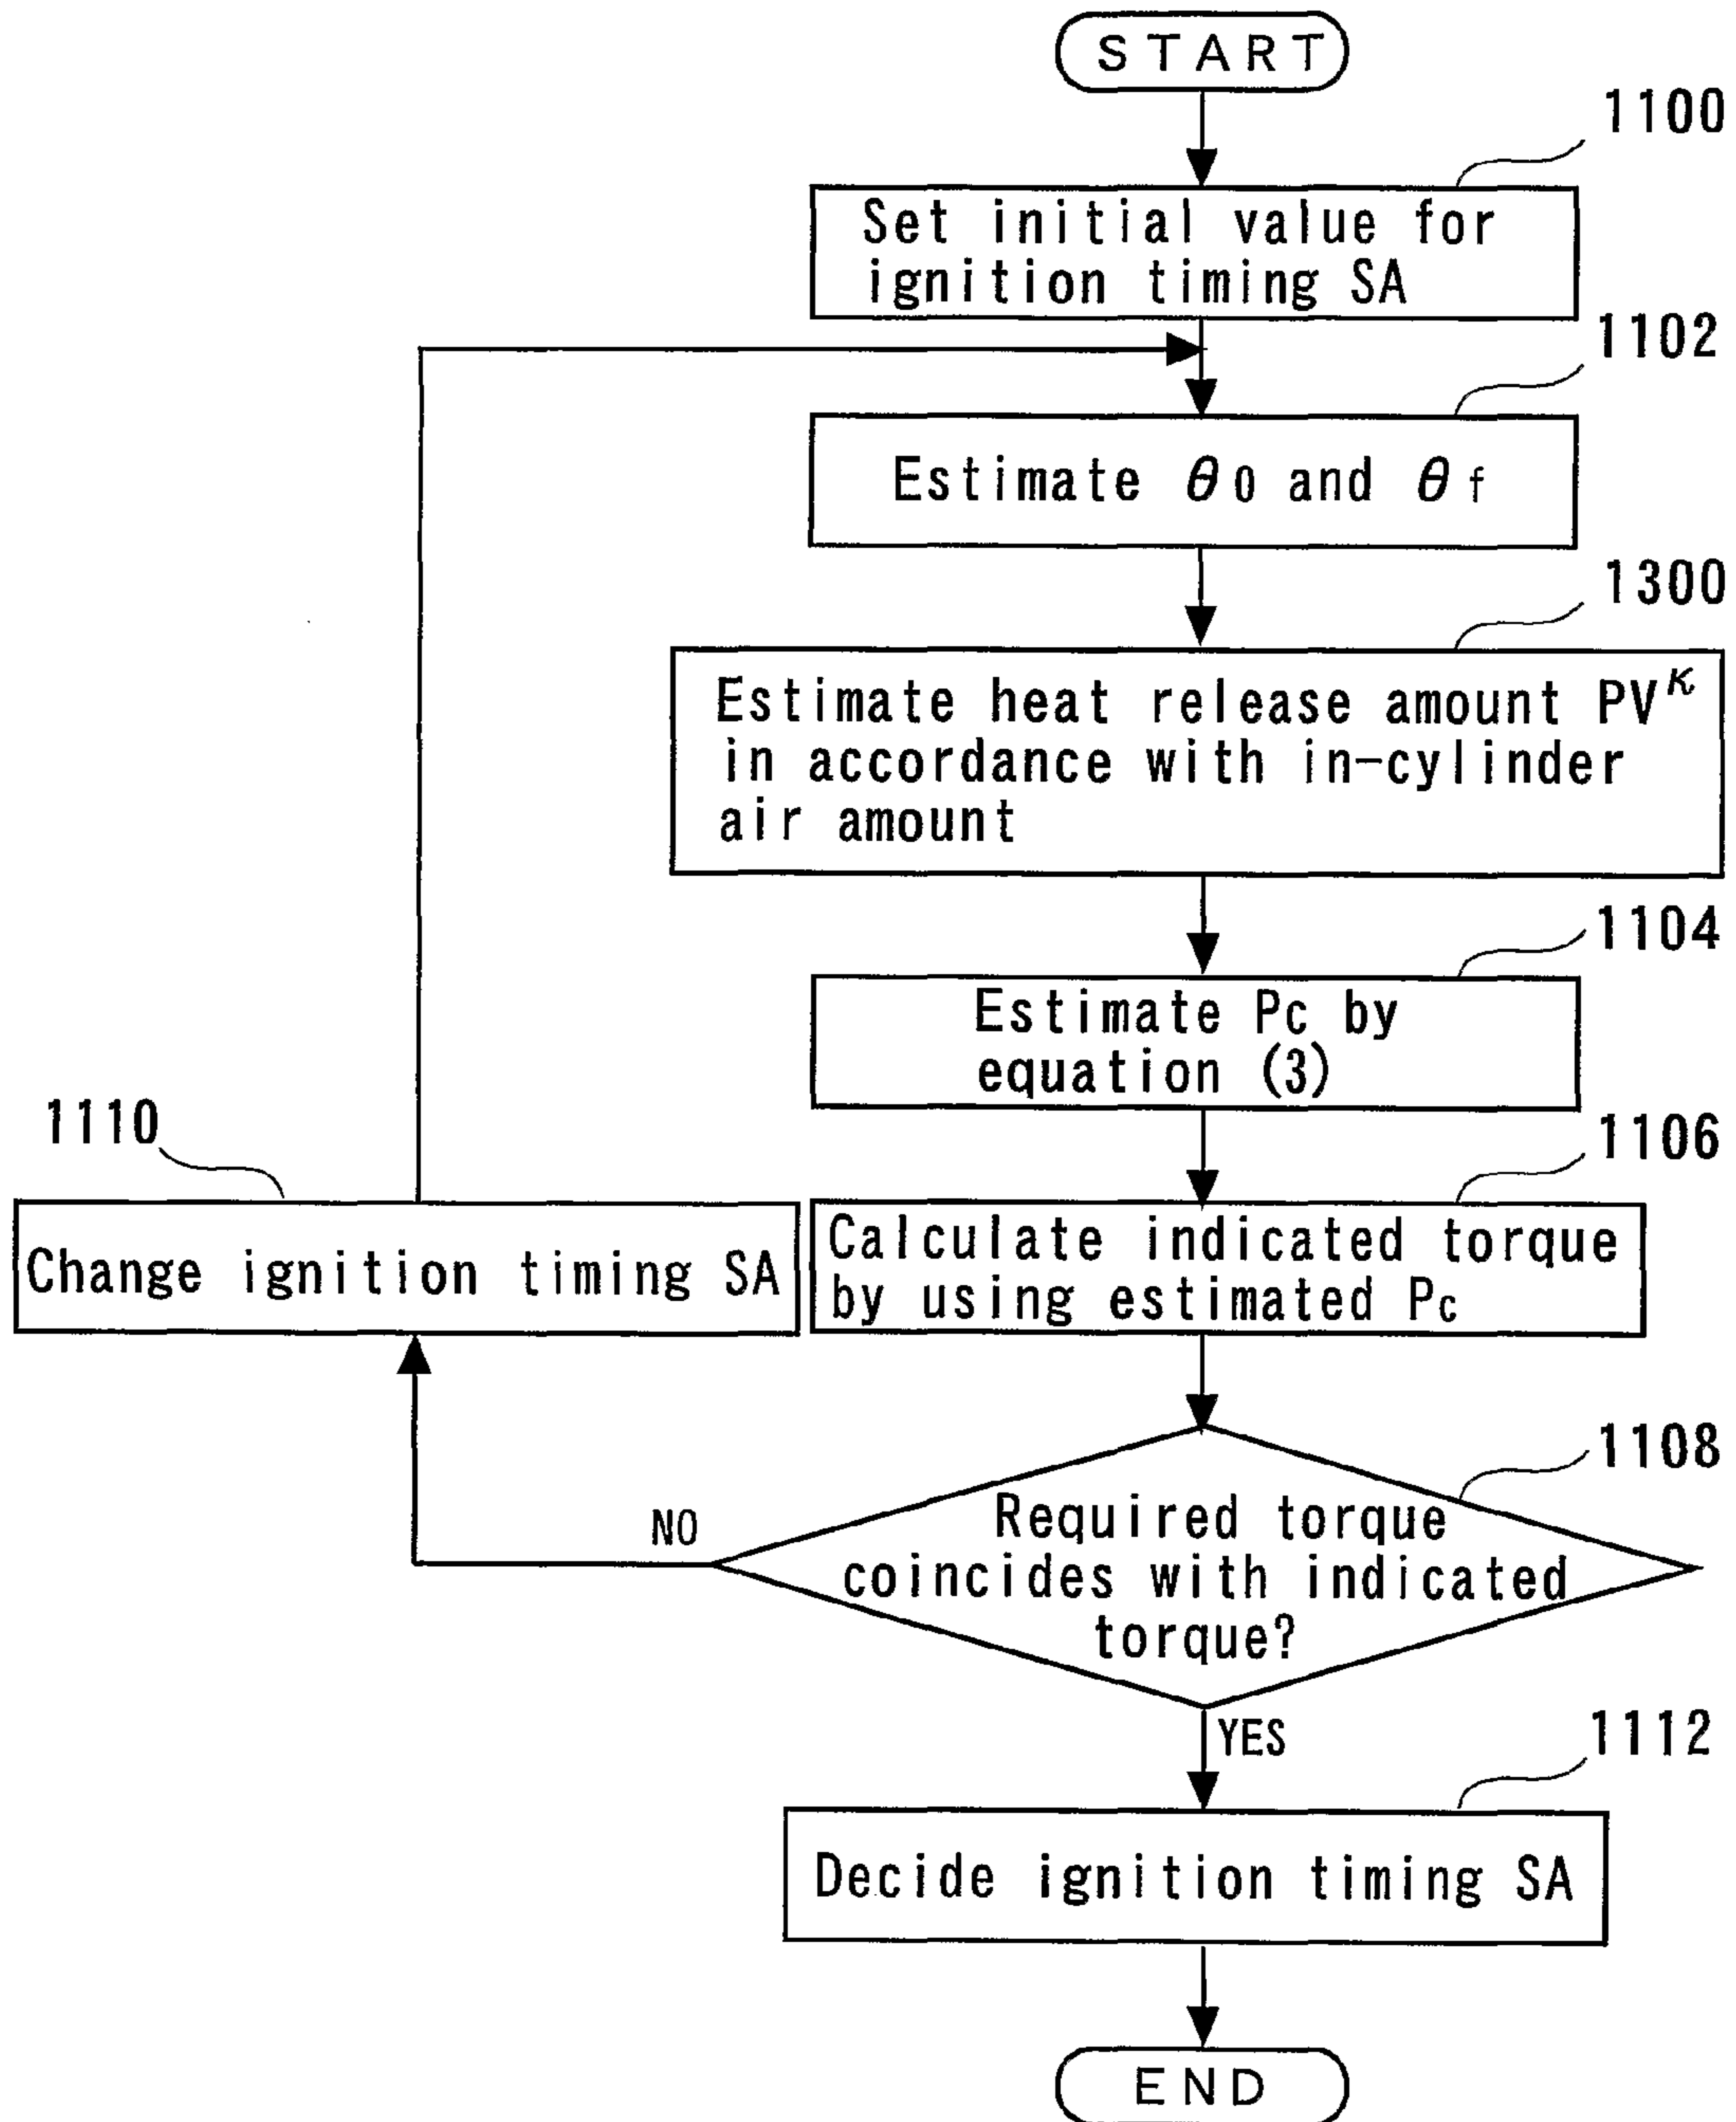 START
1100
Set initial value for
ignition timing SA
1102
Estimate θ0 and θf
1300
Estimate heat release amount PV^κ
in accordance with in-cylinder
air amount
1104
Estimate Pc by
equation (3)
1110
1106
Change ignition timing SA
Calculate indicated torque
by using estimated Pc
1108
NO
Required torque
coincides with indicated
torque?
YES
1112
Decide ignition timing SA
END